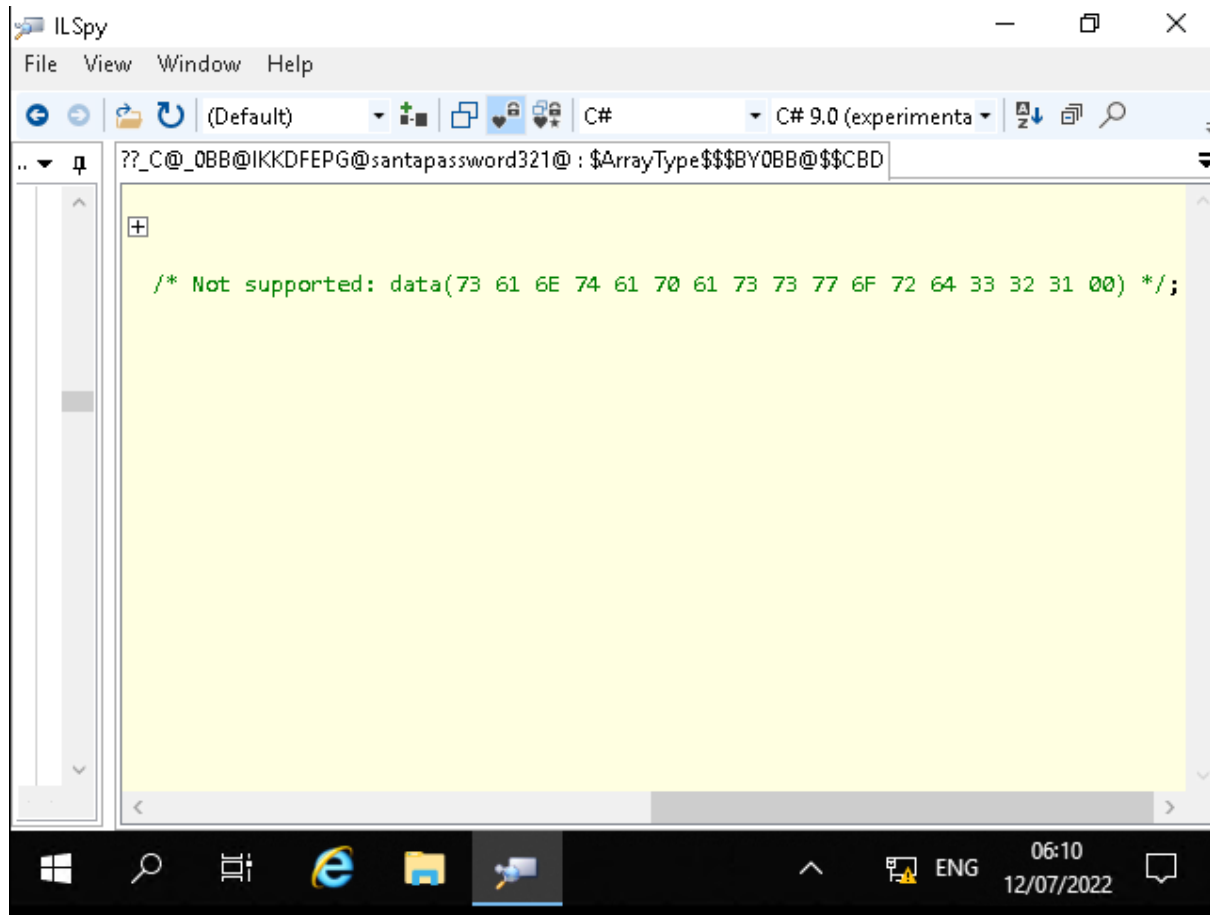 ILSpy
File View Window Help
(Default) C# C# 9.0 (experimenta
??_C@_0BB@IKKDFEPG@santapassword321@ : $ArrayType$$$BY0BB@$$CBD
/* Not supported: data(73 61 6E 74 61 70 61 73 73 77 6F 72 64 33 32 31 00) */;
ENG
06:10
12/07/2022